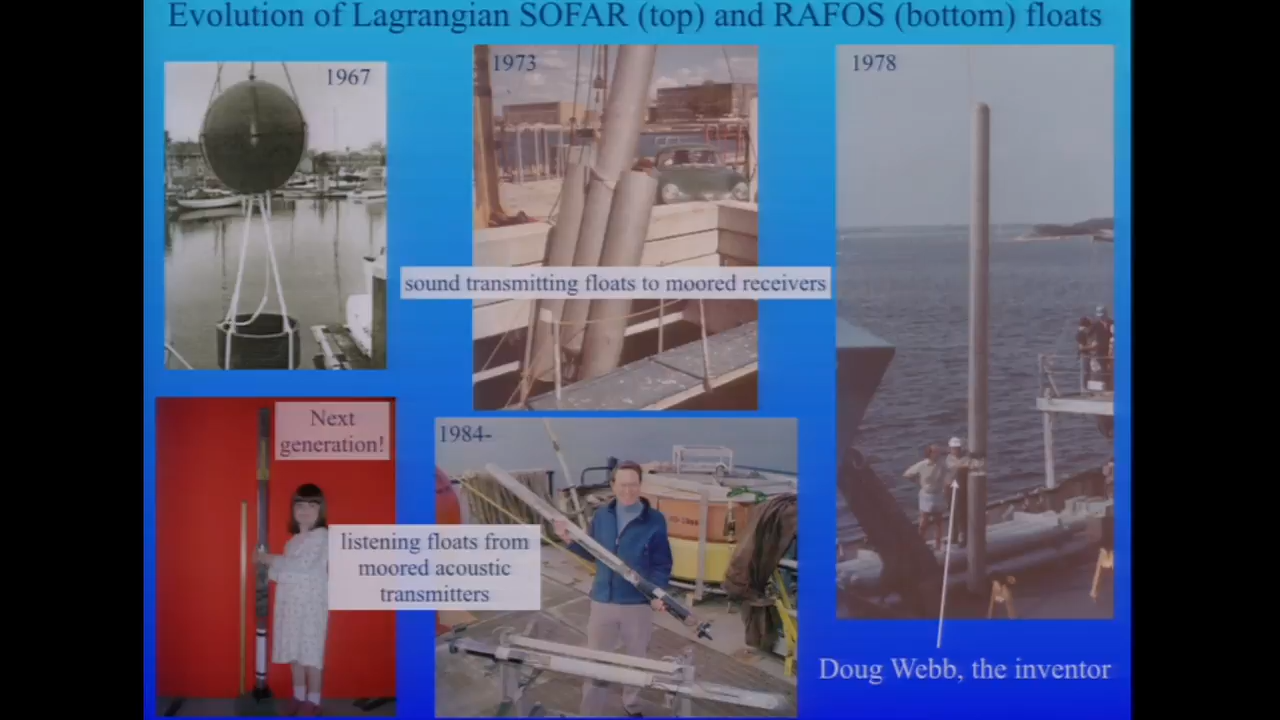 Evolution of Lagrangian SOFAR (top) and RAFOS (bottom) floats
1967
1973
1978
sound transmitting floats to moored receivers
Next
generation!
1984-
listening floats from
moored acoustic
transmitters
Doug Webb, the inventor